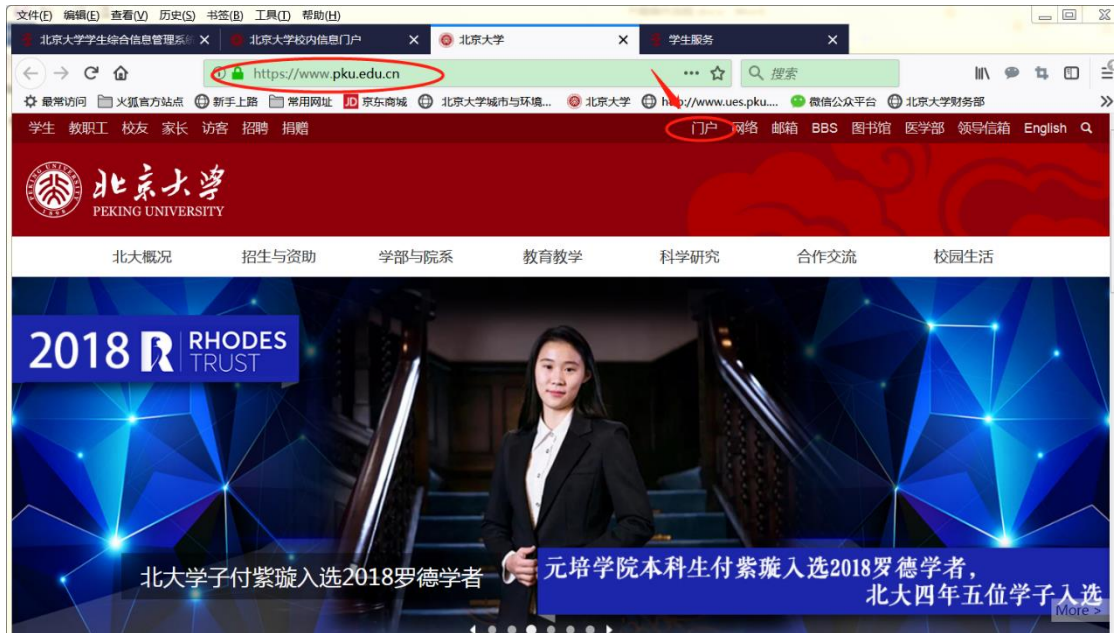 文件(F) 编辑(E) 查看(V) 历史(S) 书签(B) 工具(T) 帮助(H)
北京大学学生综合信息管理系统 北京大学校内信息门户 北京大学 学生服务
https://www.pku.edu.cn 搜索
最常访问 火狐官方站点 新手上路 常用网址 JD 京东商城 北京大学城市与环境... 北京大学 http://www.ues.pku.... 微信公众平台 北京大学财务部
学生 教职工 校友 家长 访客 招聘 捐赠 门户 网络 邮箱 BBS 图书馆 医学部 领导信箱 English
北京大学
PEKING UNIVERSITY
北大概况 招生与资助 学部与院系 教育教学 科学研究 合作交流 校园生活
2018 R RHODES
TRUST
元培学院本科生付紫璇入选2018罗德学者，
北大四年五位学子入选
北大学子付紫璇入选2018罗德学者
More >